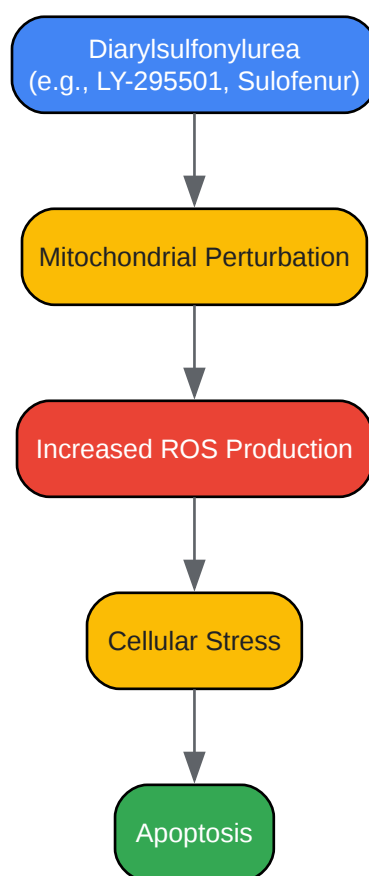 Diarylsulfonylurea
(e.g., LY-295501, Sulofenur)
Mitochondrial Perturbation
Increased ROS Production
Cellular Stress
Apoptosis